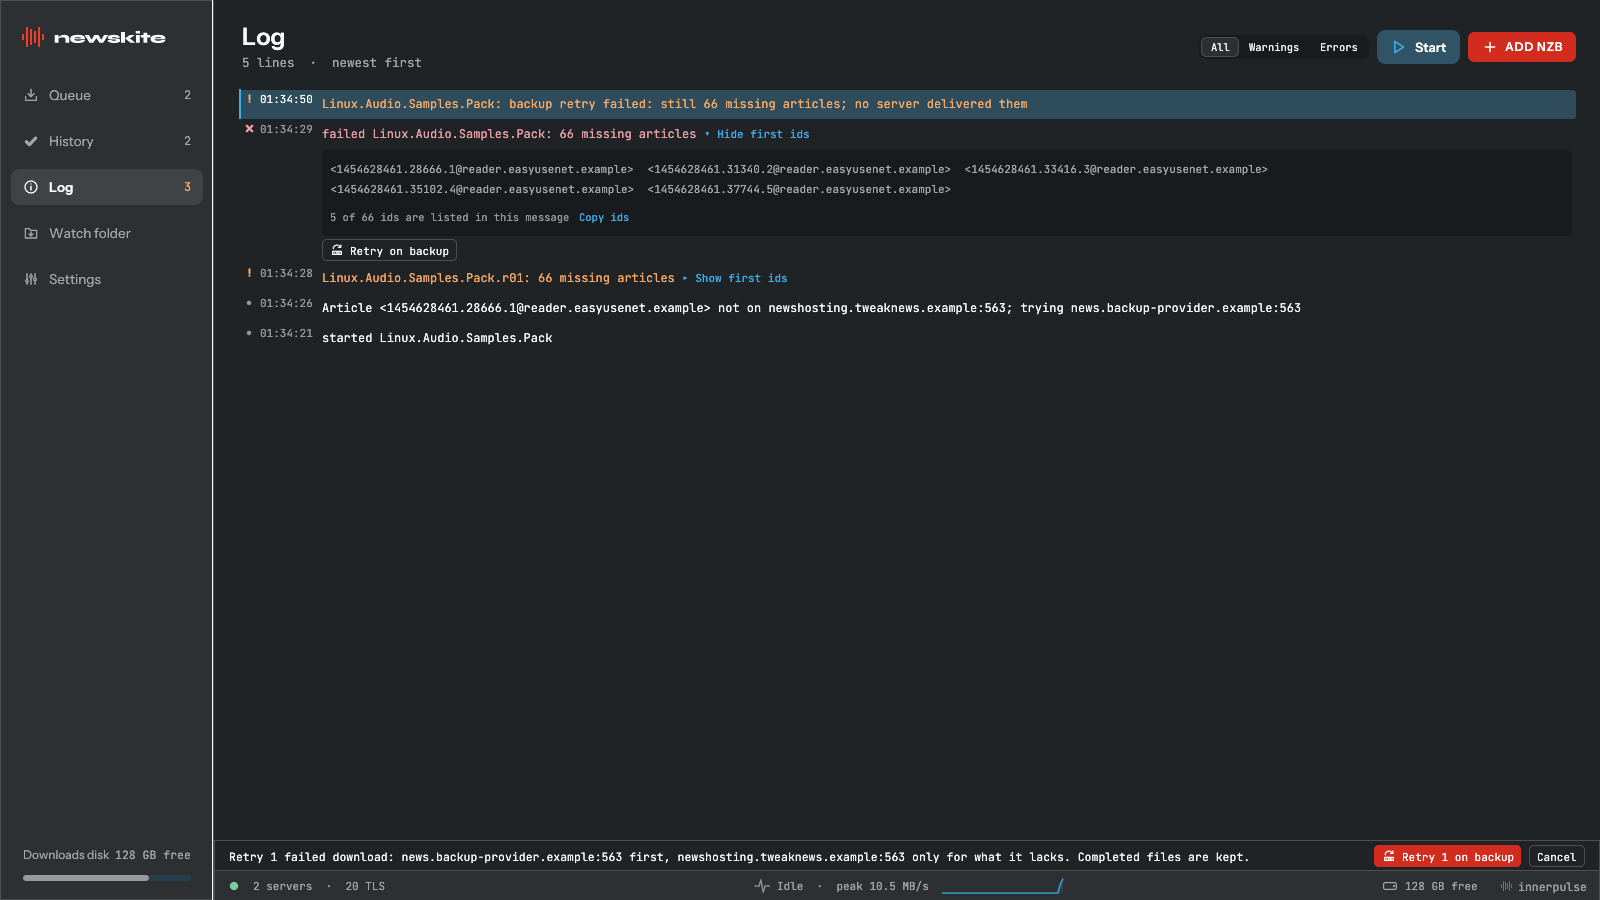 newskite
Queue 2
History 2
Log 3
Watch folder
Settings
Downloads disk 128 GB free
Log
5 lines · newest first
All Warnings Errors
Start
ADD NZB
! 01:34:50 Linux.Audio.Samples.Pack: backup retry failed: still 66 missing articles; no server delivered them
01:34:29 failed Linux.Audio.Samples.Pack: 66 missing articles ▾ Hide first ids
<1454628461.28666.1@reader.easyusenet.example> <1454628461.31340.2@reader.easyusenet.example> <1454628461.33416.3@reader.easyusenet.example>
<1454628461.35102.4@reader.easyusenet.example> <1454628461.37744.5@reader.easyusenet.example>
5 of 66 ids are listed in this message Copy ids
Retry on backup
! 01:34:28 Linux.Audio.Samples.Pack.r01: 66 missing articles ▸ Show first ids
01:34:26 Article <1454628461.28666.1@reader.easyusenet.example> not on newshosting.tweaknews.example:563; trying news.backup-provider.example:563
01:34:21 started Linux.Audio.Samples.Pack
Retry 1 failed download: news.backup-provider.example:563 first, newshosting.tweaknews.example:563 only for what it lacks. Completed files are kept.
Retry 1 on backup
Cancel
2 servers · 20 TLS
Idle · peak 10.5 MB/s
128 GB free
innerpulse